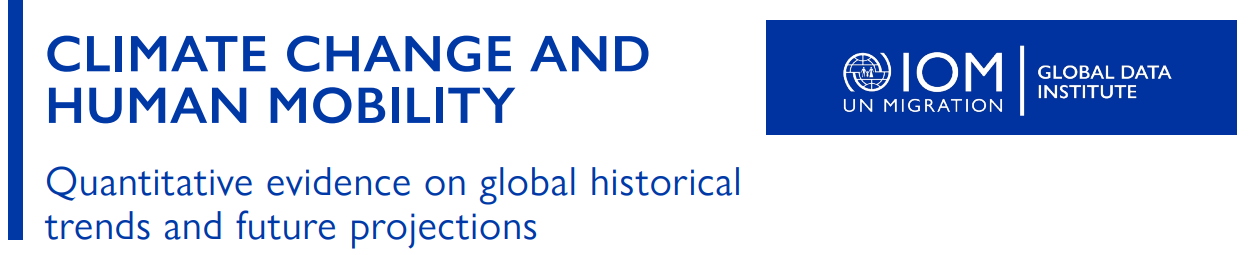 CLIMATE CHANGE AND
HUMAN MOBILITY
Quantitative evidence on global historical
trends and future projections
IOM
UN MIGRATION
GLOBAL DATA
INSTITUTE